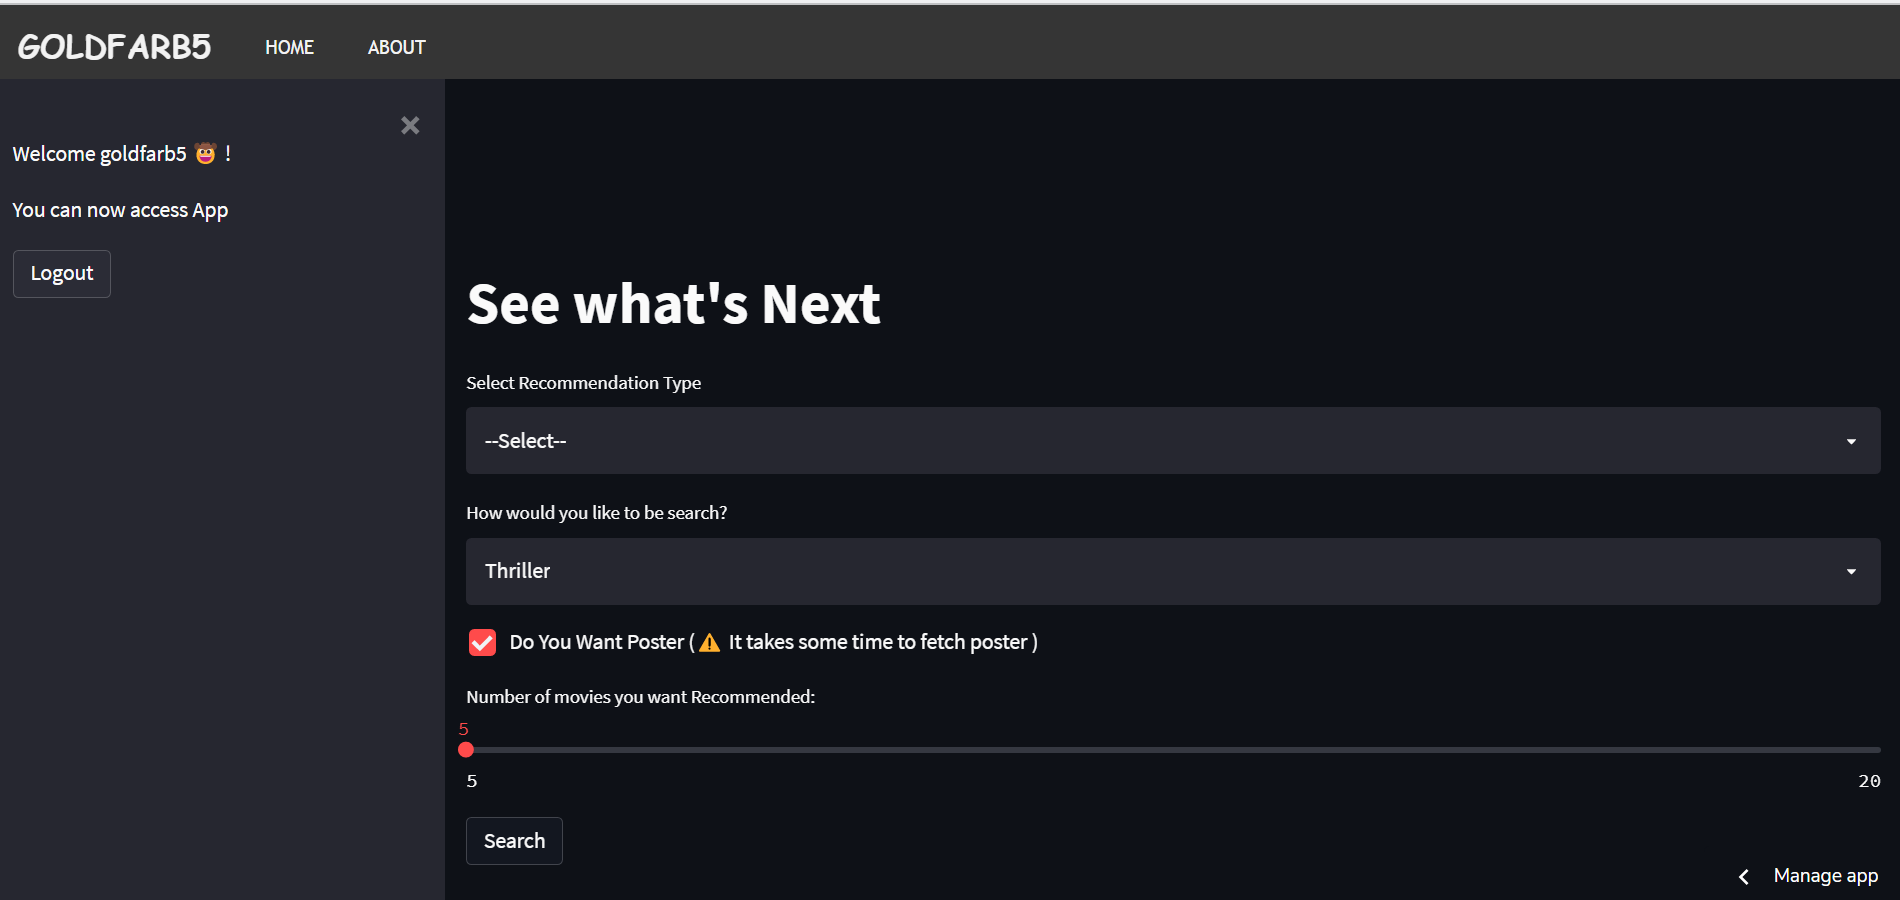 GOLDFARB5 HOME ABOUT
Welcome goldfarb5 🤠 !
You can now access App
Logout
See what's Next
Select Recommendation Type
--Select--
How would you like to be search?
Thriller
Do You Want Poster ( ⚠ It takes some time to fetch poster )
Number of movies you want Recommended:
5
5 20
Search
Manage app